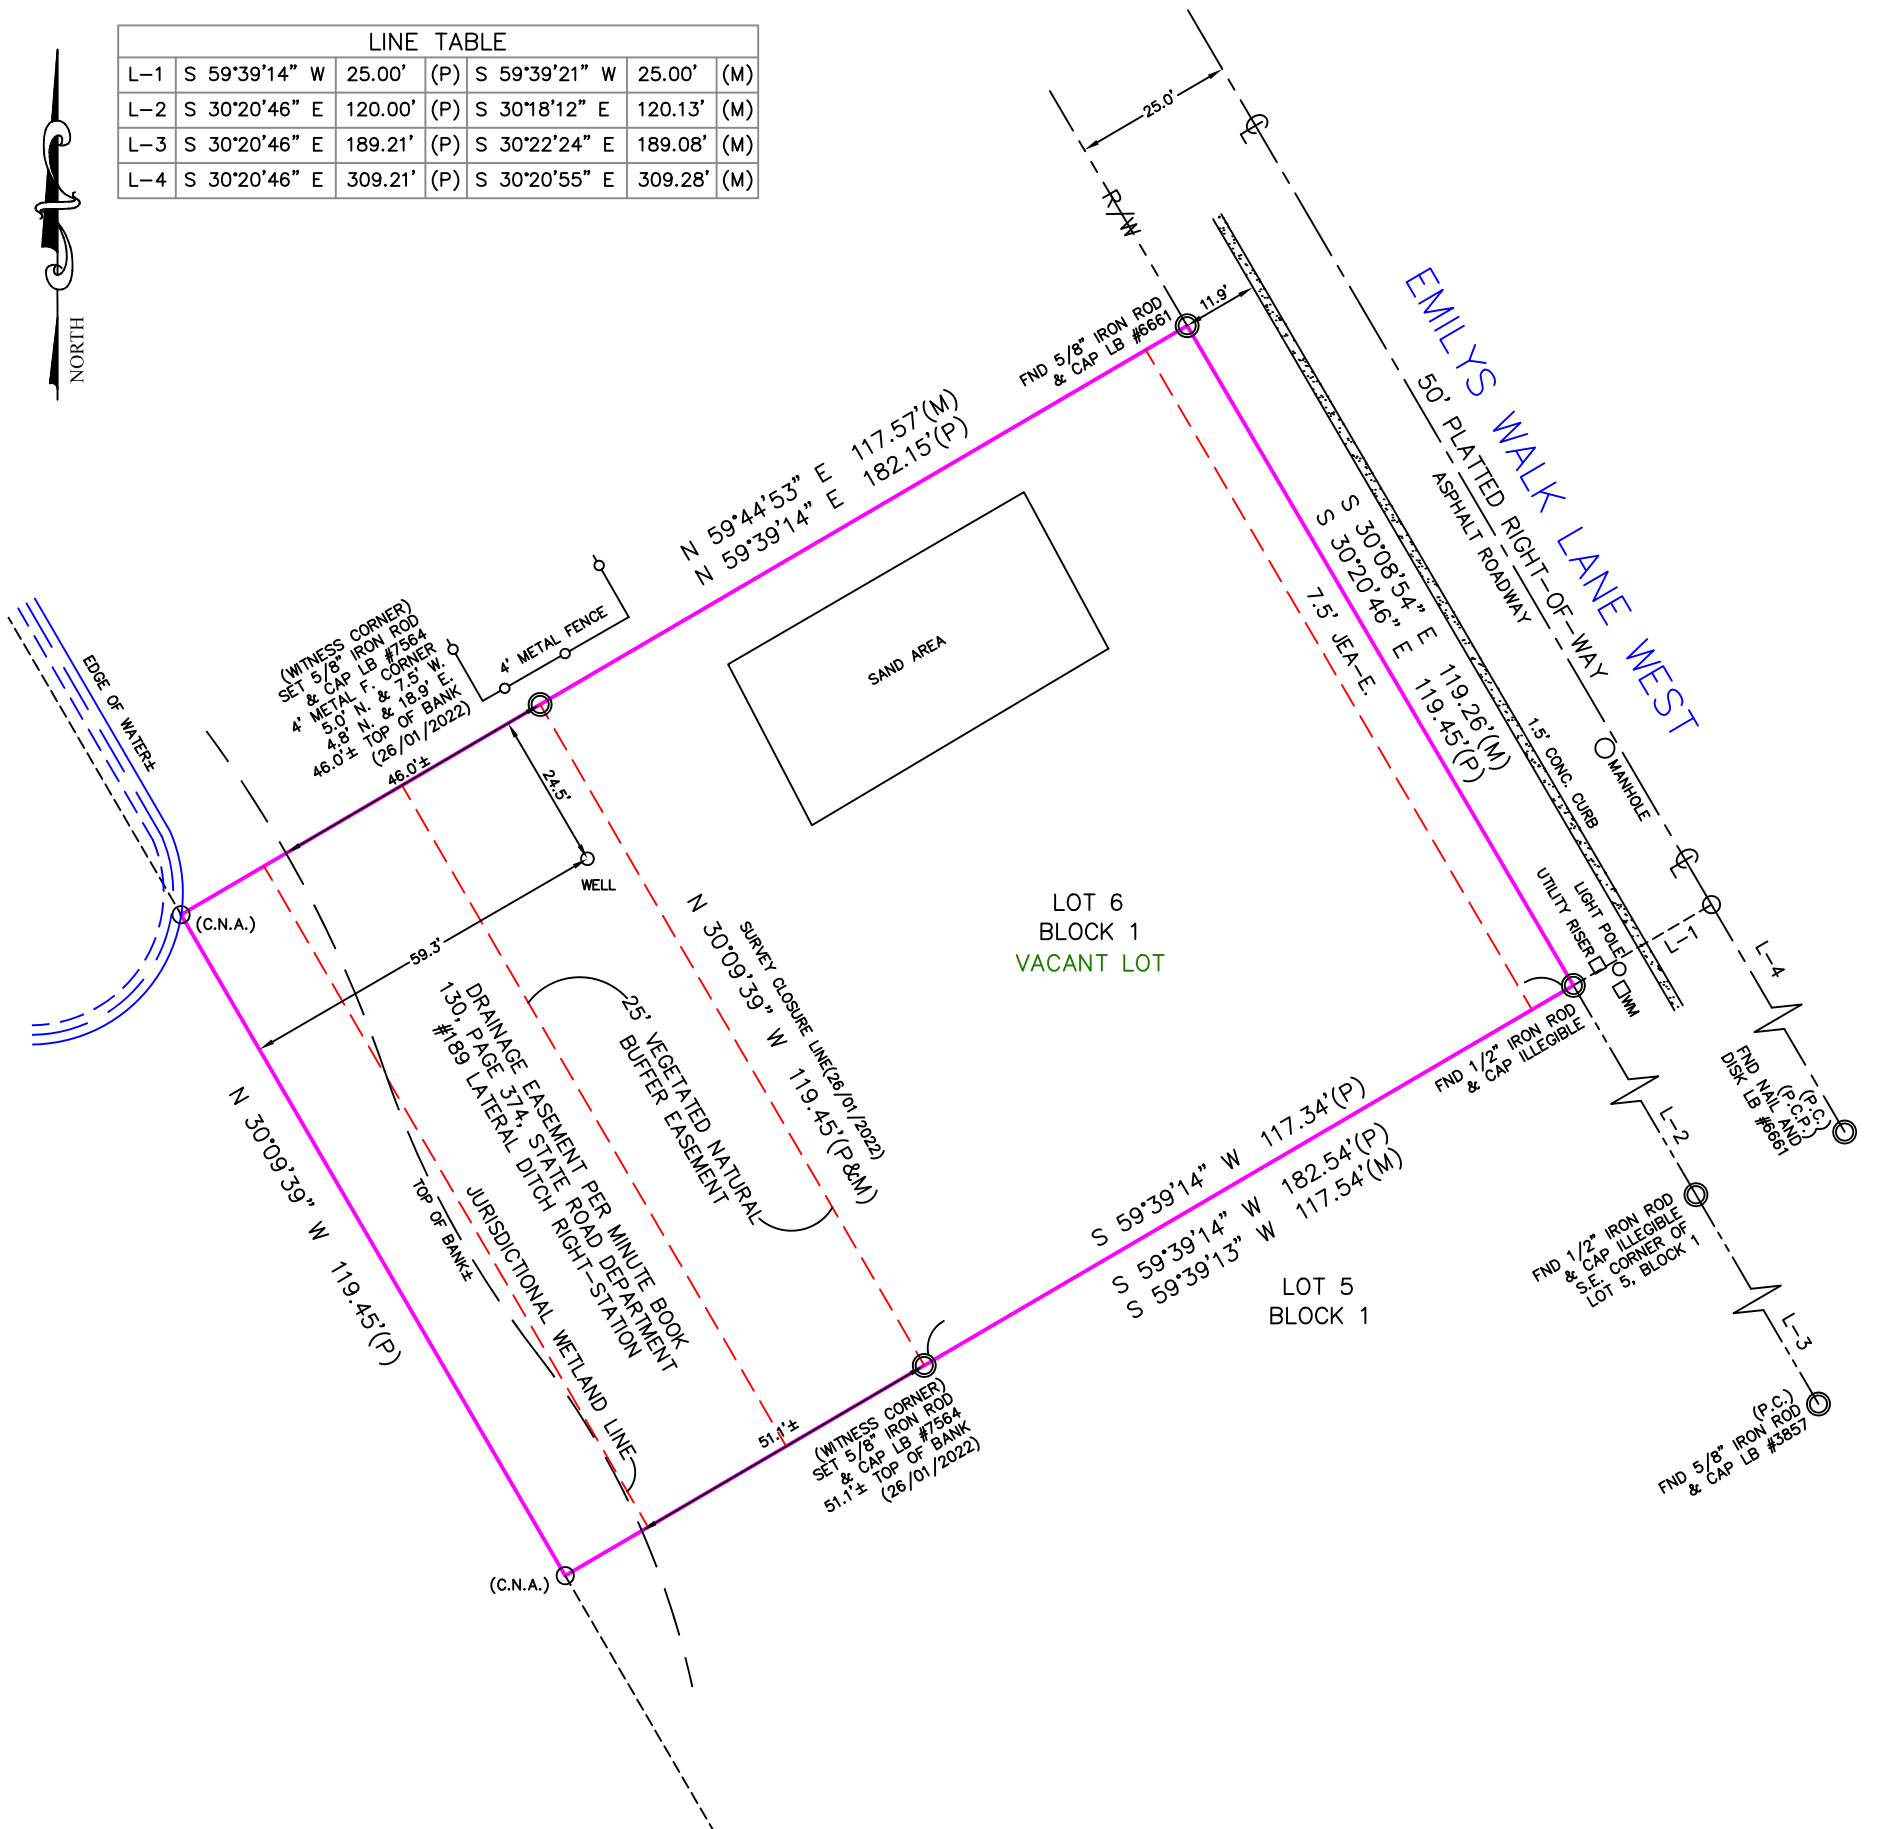 LINE TABLE
L-1 S 59°39'14" W 25.00' (P) S 59°39'21" W 25.00' (M)
L-2 S 30°20'46" E 120.00' (P) S 30°18'12" E 120.13' (M)
L-3 S 30°20'46" E 189.21' (P) S 30°22'24" E 189.08' (M)
L-4 S 30°20'46" E 309.21' (P) S 30°20'55" E 309.28' (M)
NORTH
25.0'
R/W
11.9'
FND 5/8" IRON ROD
& CAP LB #6661
EMILYS WALK LANE WEST
50' PLATTED RIGHT-OF-WAY
ASPHALT ROADWAY
N 59°44'53" E 117.57'(M)
N 59°39'14" E 182.15'(P)
S 30°08'54" E 119.26'(M)
S 30°20'46" E 119.45'(P)
7.5' JEA-E.
SAND AREA
4' METAL FENCE
(WITNESS CORNER)
SET 5/8" IRON ROD
& CAP LB #7564
4' METAL F. CORNER
5.0' N. & 7.5' W.
4.8' N. & 18.9' E.
46.0'± TOP OF BANK
(26/01/2022)
46.0'±
EDGE OF WATER±
24.5'
WELL
59.3'
(C.N.A.)
1.5' CONC. CURB
MANHOLE
UTILITY RISER
LIGHT POLE
WM
L-1
L-4
LOT 6
BLOCK 1
VACANT LOT
SURVEY CLOSURE LINE(26/01/2022)
N 30°09'39" W 119.45'(P&M)
25' VEGETATED NATURAL
BUFFER EASEMENT
DRAINAGE EASEMENT PER MINUTE BOOK
130, PAGE 374, STATE ROAD DEPARTMENT
#189 LATERAL DITCH RIGHT-STATION
JURISDICTIONAL WETLAND LINE
TOP OF BANK±
N 30°09'39" W 119.45'(P)
FND 1/2" IRON ROD
& CAP ILLEGIBLE
(P.C.)
(P.C.P.)
FND NAIL AND
DISK LB #6661
L-2
S 59°39'14" W 117.34'(P)
S 59°39'14" W 182.54'(P)
S 59°39'13" W 117.54'(M)
LOT 5
BLOCK 1
FND 1/2" IRON ROD
& CAP ILLEGIBLE
S.E. CORNER OF
LOT 5, BLOCK 1
L-3
(P.C.)
FND 5/8" IRON ROD
& CAP LB #3857
51.1'±
(WITNESS CORNER)
SET 5/8" IRON ROD
& CAP LB #7564
51.1'± TOP OF BANK
(26/01/2022)
(C.N.A.)